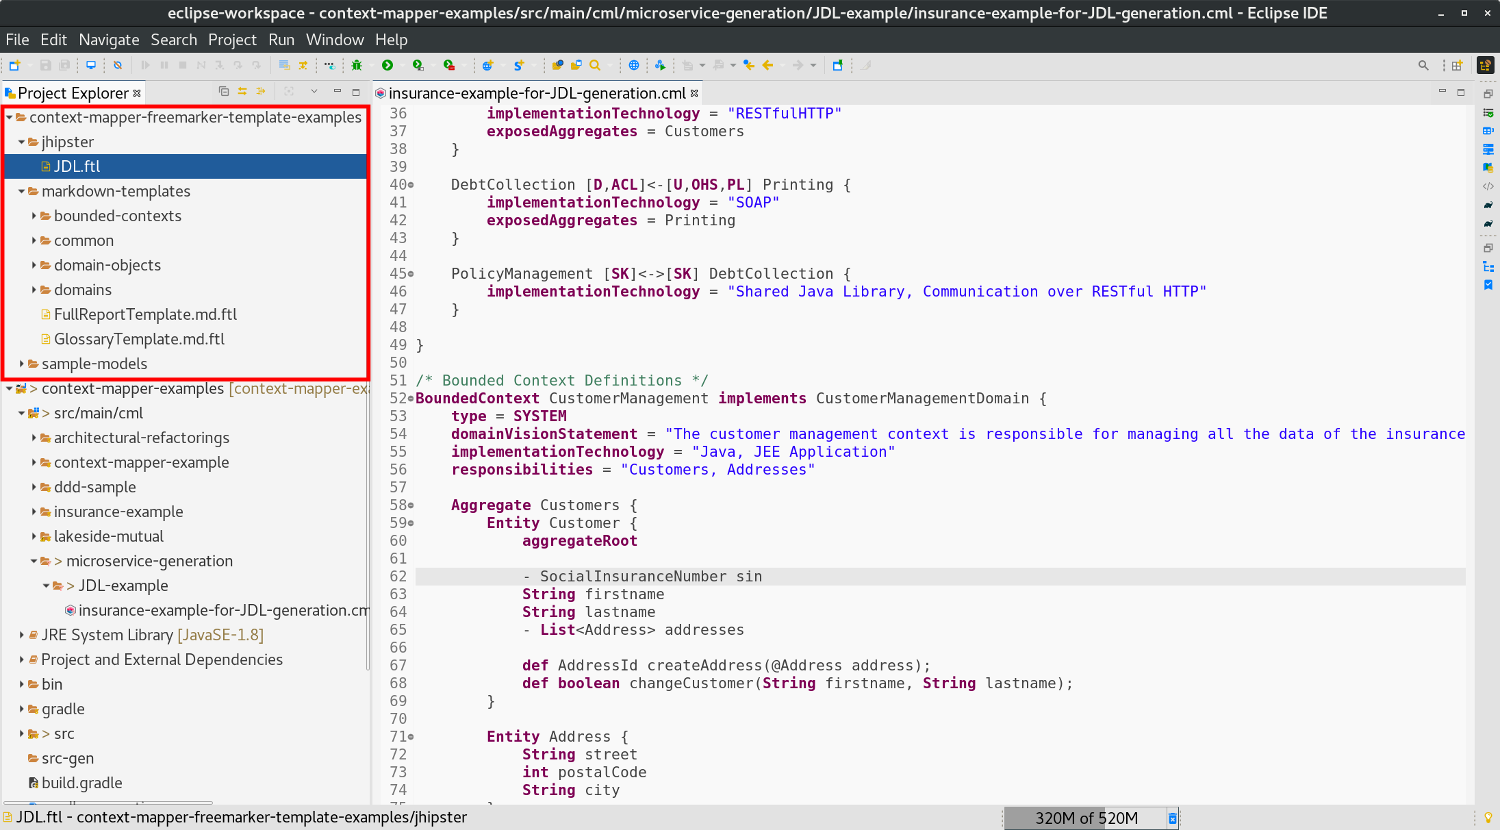 eclipse-workspace - context-mapper-examples/src/main/cml/microservice-generation/JDL-example/insurance-example-for-JDL-generation.cml - Eclipse IDE
File Edit Navigate Search Project Run Window Help
Project Explorer
context-mapper-freemarker-template-examples
jhipster
JDL.ftl
markdown-templates
bounded-contexts
common
domain-objects
domains
FullReportTemplate.md.ftl
GlossaryTemplate.md.ftl
sample-models
> context-mapper-examples [context-mapper-exa
> src/main/cml
architectural-refactorings
context-mapper-example
ddd-sample
insurance-example
lakeside-mutual
> microservice-generation
> JDL-example
insurance-example-for-JDL-generation.cm
JRE System Library [JavaSE-1.8]
Project and External Dependencies
bin
gradle
> src
src-gen
build.gradle
insurance-example-for-JDL-generation.cml
36 implementationTechnology = "RESTfulHTTP"
37 exposedAggregates = Customers
38 }
39
40 DebtCollection [D,ACL]<-[U,OHS,PL] Printing {
41 implementationTechnology = "SOAP"
42 exposedAggregates = Printing
43 }
44
45 PolicyManagement [SK]<->[SK] DebtCollection {
46 implementationTechnology = "Shared Java Library, Communication over RESTful HTTP"
47 }
48
49 }
50
51 /* Bounded Context Definitions */
52 BoundedContext CustomerManagement implements CustomerManagementDomain {
53 type = SYSTEM
54 domainVisionStatement = "The customer management context is responsible for managing all the data of the insurance
55 implementationTechnology = "Java, JEE Application"
56 responsibilities = "Customers, Addresses"
57
58 Aggregate Customers {
59 Entity Customer {
60 aggregateRoot
61
62 - SocialInsuranceNumber sin
63 String firstname
64 String lastname
65 - List<Address> addresses
66
67 def AddressId createAddress(@Address address);
68 def boolean changeCustomer(String firstname, String lastname);
69 }
70
71 Entity Address {
72 String street
73 int postalCode
74 String city
JDL.ftl - context-mapper-freemarker-template-examples/jhipster
320M of 520M